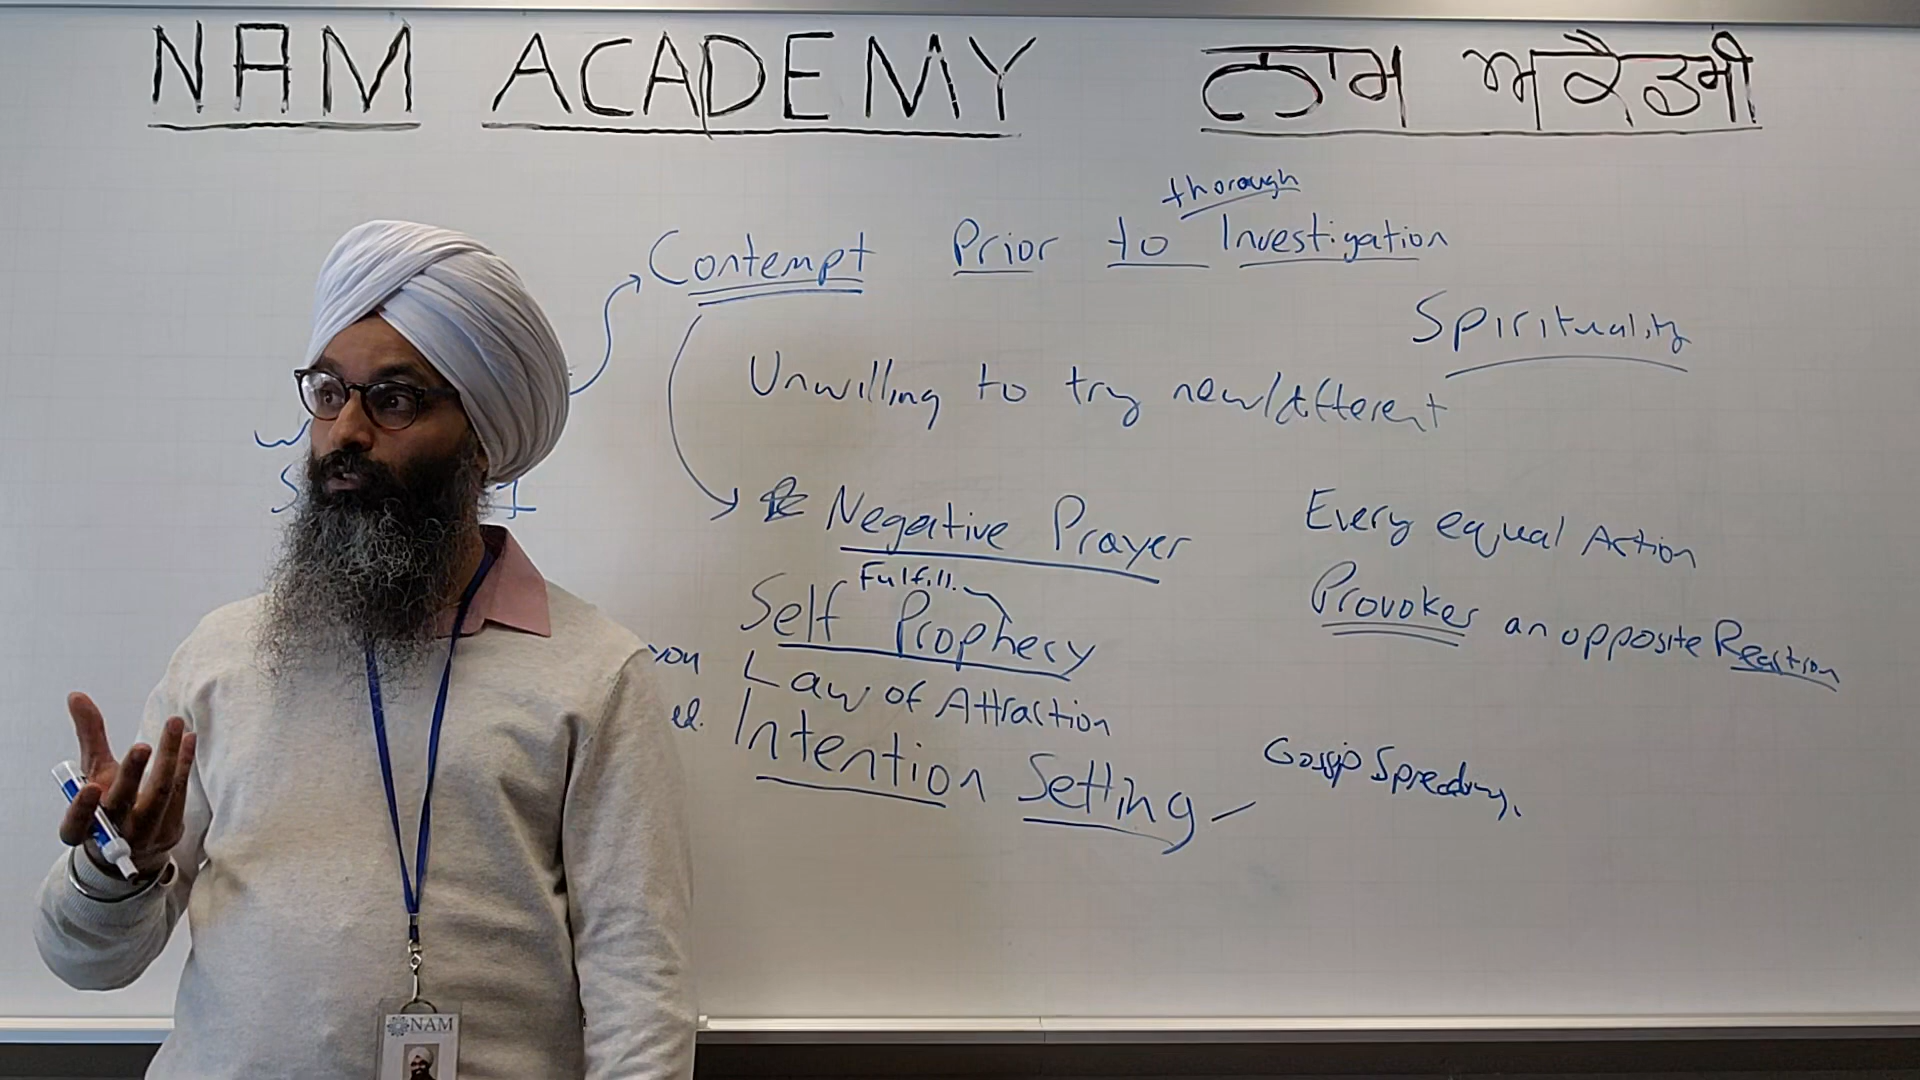 NAM ACADEMY ਨਾਮ ਅਕੈਡਮੀ
thorough
Contempt Prior to Investigation
Spirituality
Unwilling to try new/different
Negative Prayer
Every equal Action
Provokes an opposite Reaction
Fulfill.
Self Prophecy
Law of Attraction
Intention Setting
Gossip Spreading.
NAM